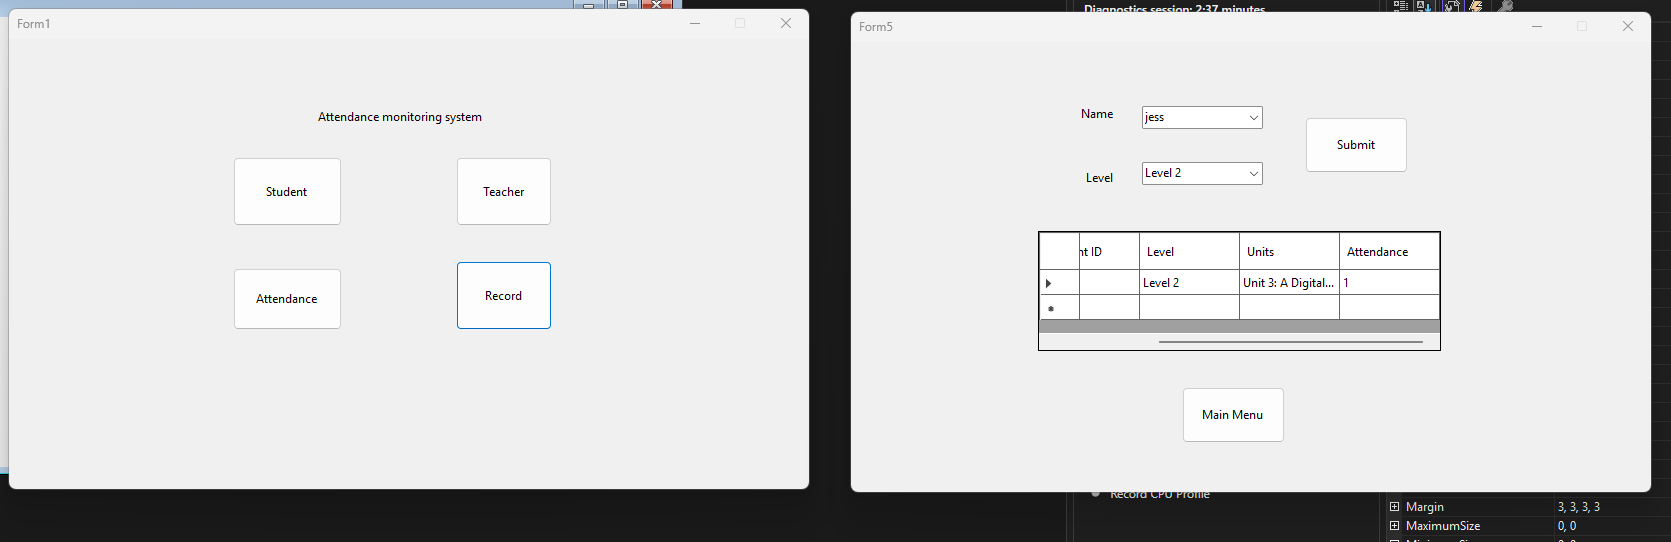 Diagnostics session: 2:37 minutes
Form1
Attendance monitoring system
Student
Teacher
Attendance
Record
Form5
Name
jess
Submit
Level
Level 2
nt ID
Level
Units
Attendance
Level 2
Unit 3: A Digital...
1
Main Menu
Record CPU Profile
Margin
3, 3, 3, 3
MaximumSize
0, 0